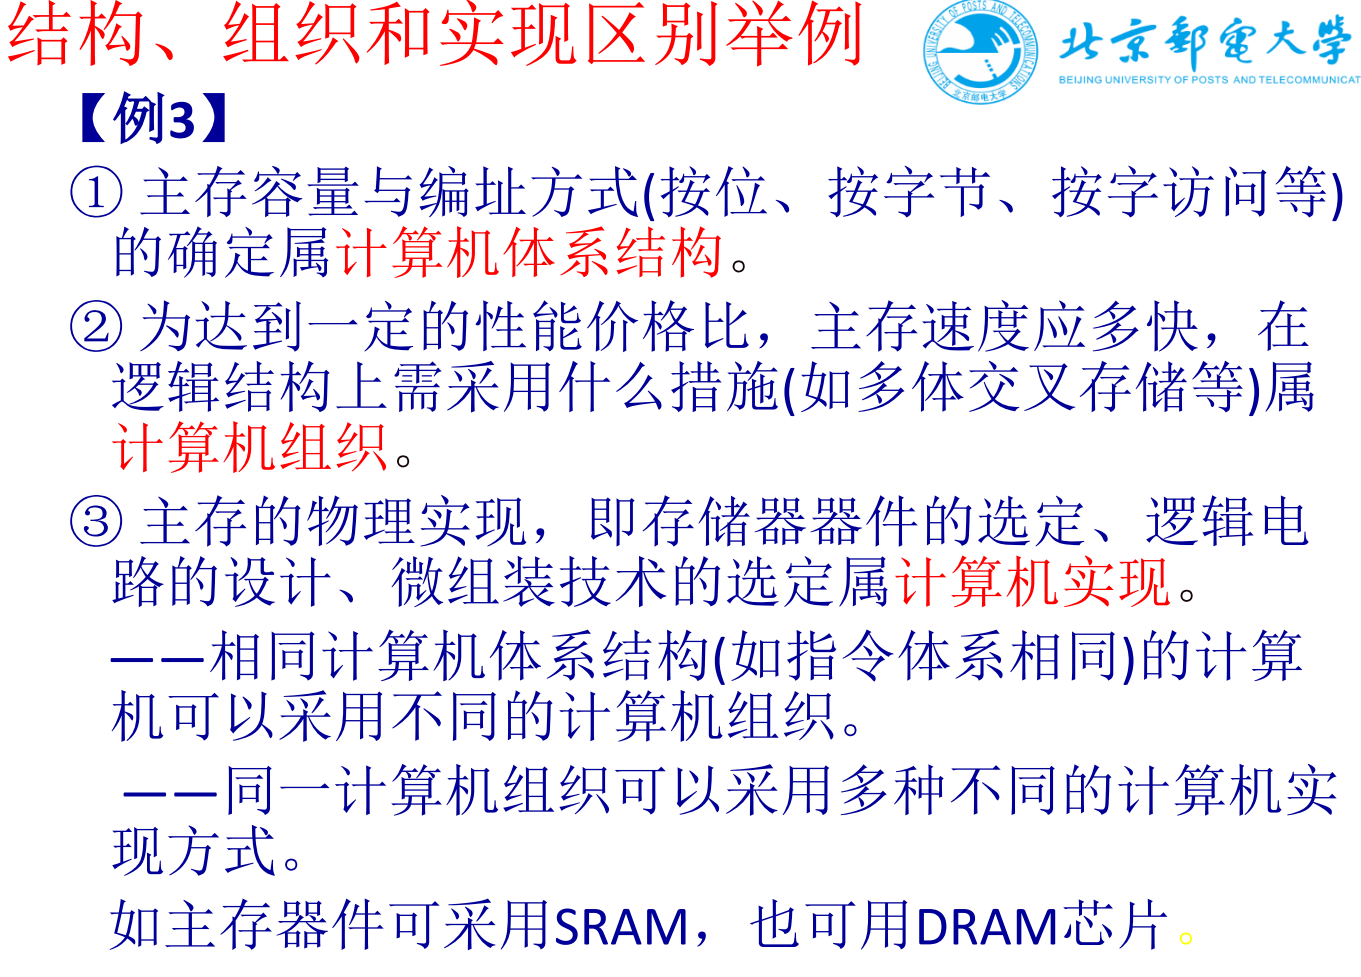 结构、组织和实现区别举例
北京邮电大学
BEIJING UNIVERSITY OF POSTS AND TELECOMMUNICAT
【例3】
① 主存容量与编址方式(按位、按字节、按字访问等)
的确定属计算机体系结构。
② 为达到一定的性能价格比，主存速度应多快，在
逻辑结构上需采用什么措施(如多体交叉存储等)属
计算机组织。
③ 主存的物理实现，即存储器器件的选定、逻辑电
路的设计、微组装技术的选定属计算机实现。
——相同计算机体系结构(如指令体系相同)的计算
机可以采用不同的计算机组织。
——同一计算机组织可以采用多种不同的计算机实
现方式。
如主存器件可采用SRAM，也可用DRAM芯片。